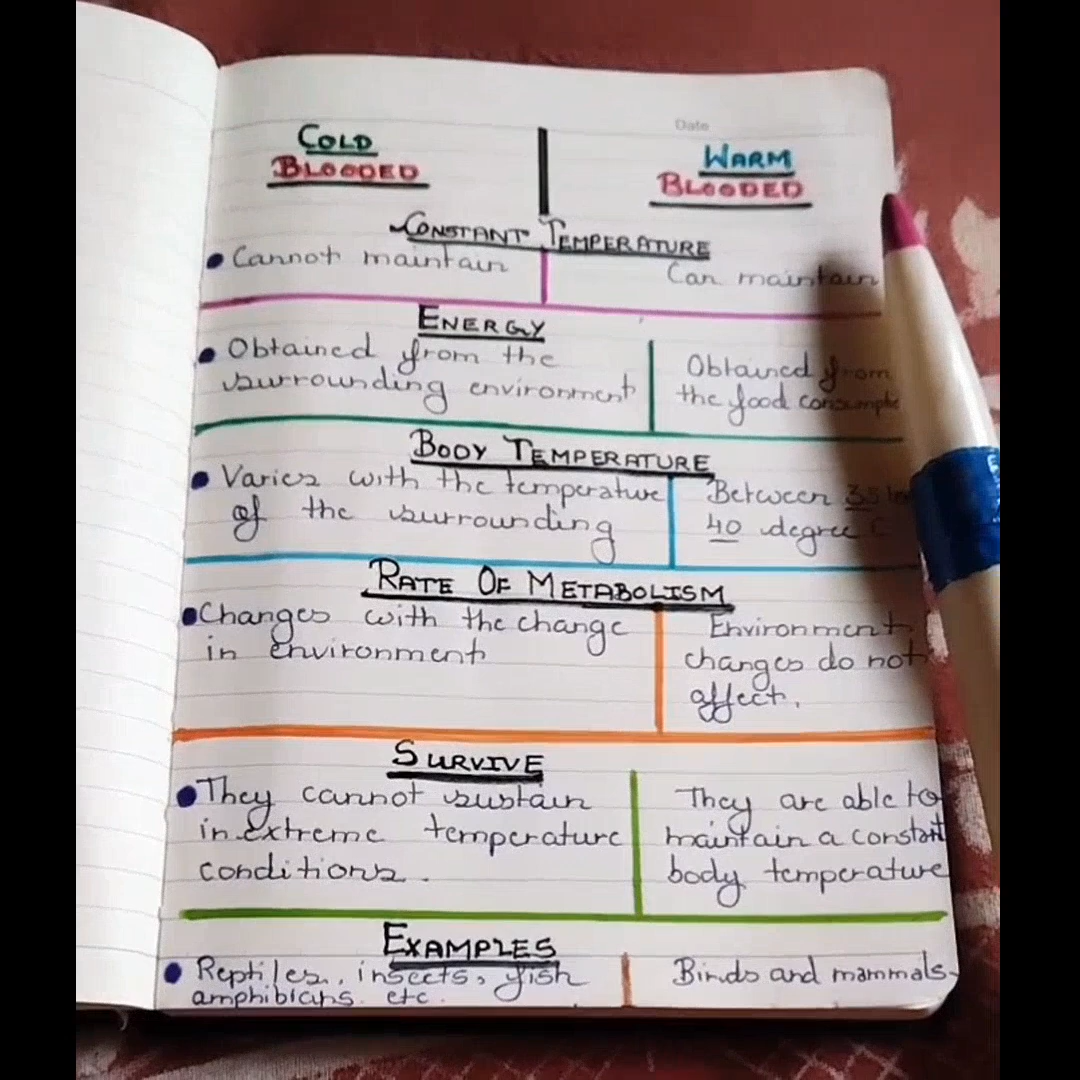 Date
COLD
BLOODED
WARM
BLOODED
CONSTANT TEMPERATURE
Cannot maintain
Can maintain
ENERGY
Obtained from the
surrounding environment
Obtained from
the food
BODY TEMPERATURE
Varies with the temperature
of the surrounding
Between 35
40 degree C
RATE OF METABOLISM
Changes with the change
in environment
Environment
changes do not
affect.
SURVIVE
They cannot sustain
in extreme temperature
conditions.
They are able to
maintain a constant
body temperature
EXAMPLES
Reptiles, insects, fish
amphibians. etc.
Birds and mammals.